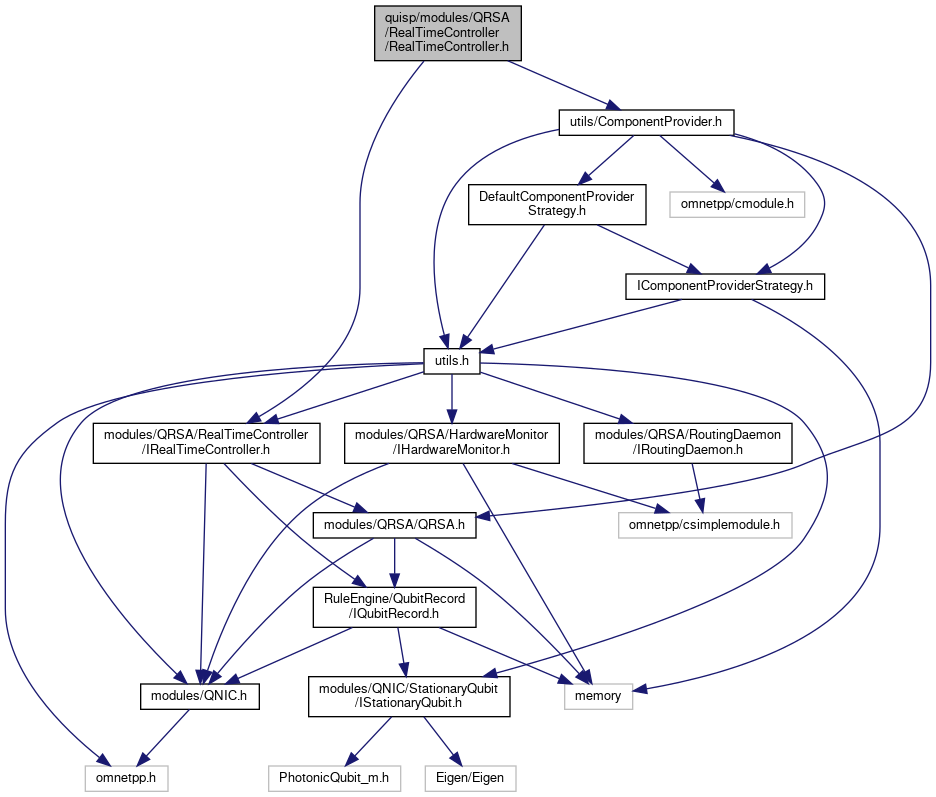 quisp/modules/QRSA
/RealTimeController
/RealTimeController.h
utils/ComponentProvider.h
DefaultComponentProvider
Strategy.h
omnetpp/cmodule.h
IComponentProviderStrategy.h
utils.h
modules/QRSA/RealTimeController
/IRealTimeController.h
modules/QRSA/HardwareMonitor
/IHardwareMonitor.h
modules/QRSA/RoutingDaemon
/IRoutingDaemon.h
modules/QRSA/QRSA.h
omnetpp/csimplemodule.h
RuleEngine/QubitRecord
/IQubitRecord.h
modules/QNIC.h
modules/QNIC/StationaryQubit
/IStationaryQubit.h
memory
omnetpp.h
PhotonicQubit_m.h
Eigen/Eigen